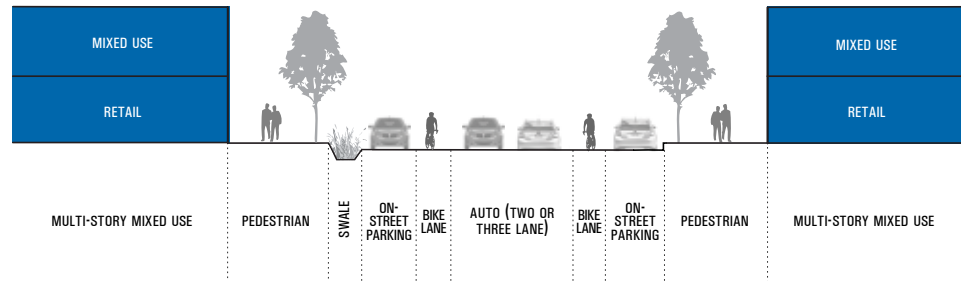 MIXED USE
RETAIL
MIXED USE
RETAIL
MULTI-STORY MIXED USE
PEDESTRIAN
SWALE
ON-
STREET
PARKING
BIKE
LANE
AUTO (TWO OR
THREE LANE)
BIKE
LANE
ON-
STREET
PARKING
PEDESTRIAN
MULTI-STORY MIXED USE